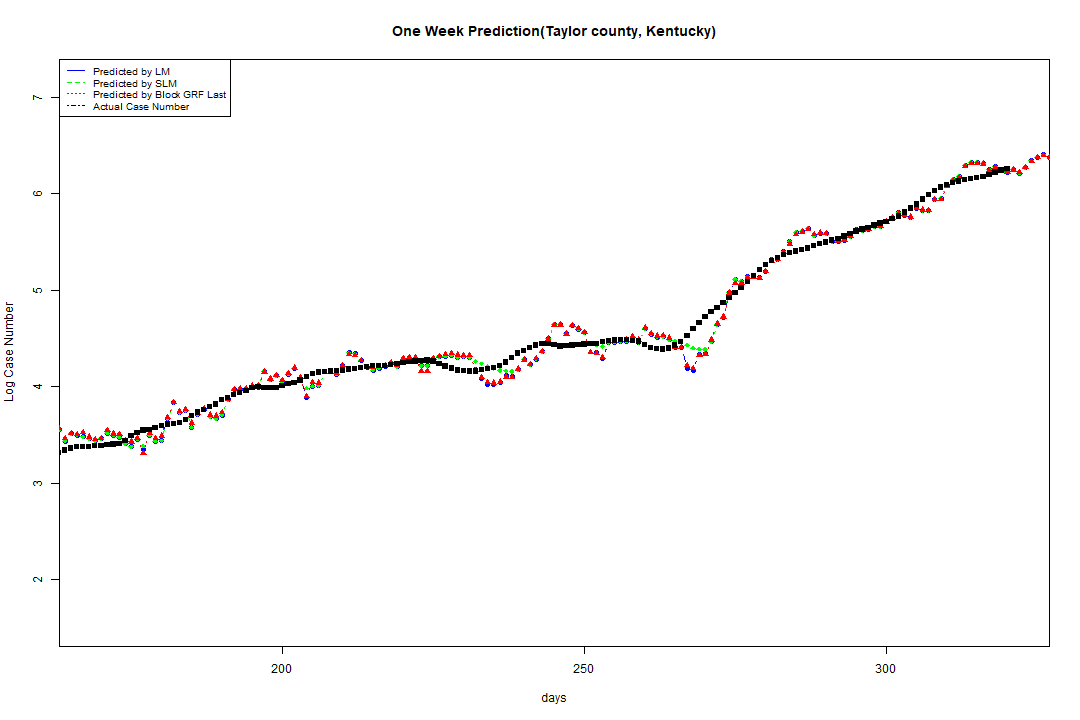 One Week Prediction(Taylor county, Kentucky)
Predicted by LM
Predicted by SLM
Predicted by Block GRF Last
Actual Case Number
7
6
5
4
3
2
Log Case Number
200
250
300
days